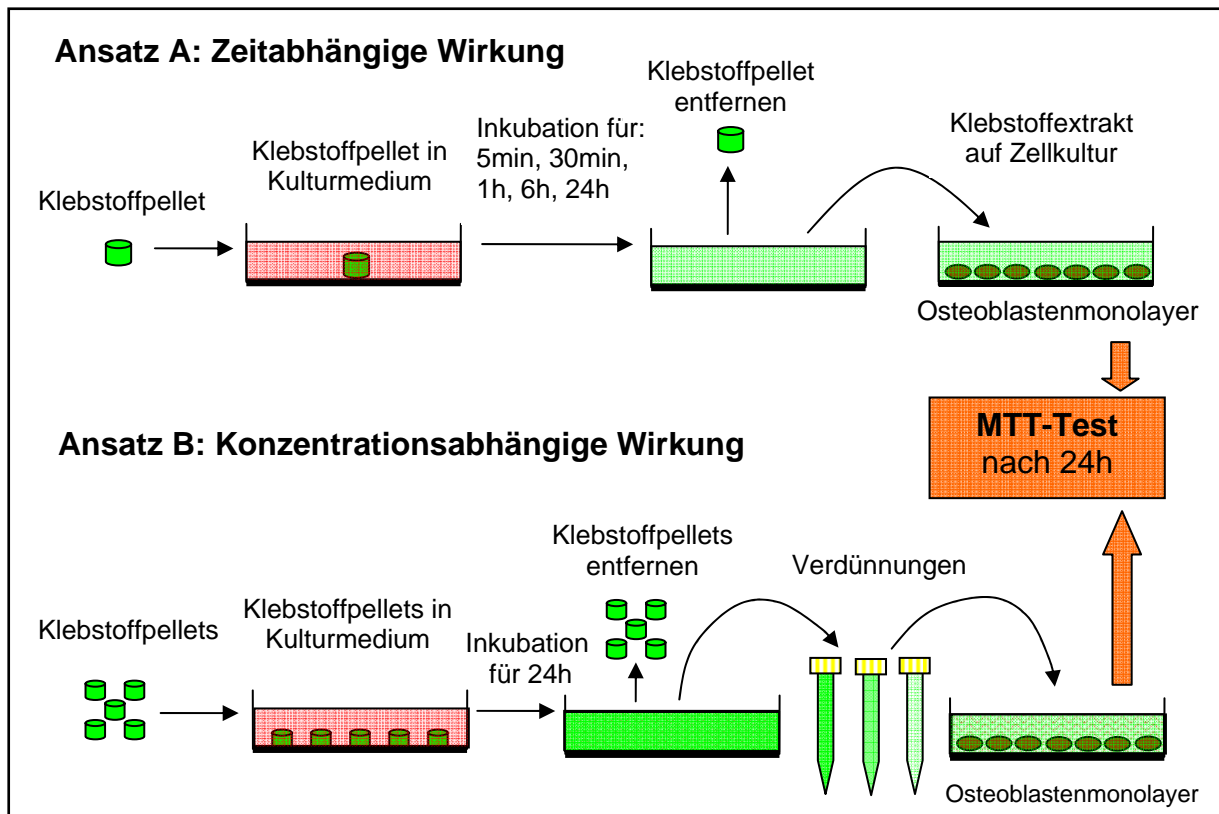 Ansatz A: Zeitabhängige Wirkung
Klebstoffpellet
Klebstoffpellet in
Kulturmedium
Inkubation für:
5min, 30min,
1h, 6h, 24h
Klebstoffpellet
entfernen
Klebstoffextrakt
auf Zellkultur
Osteoblastenmonolayer
MTT-Test
nach 24h
Ansatz B: Konzentrationsabhängige Wirkung
Klebstoffpellets
Klebstoffpellets in
Kulturmedium
Inkubation
für 24h
Klebstoffpellets
entfernen
Verdünnungen
Osteoblastenmonolayer